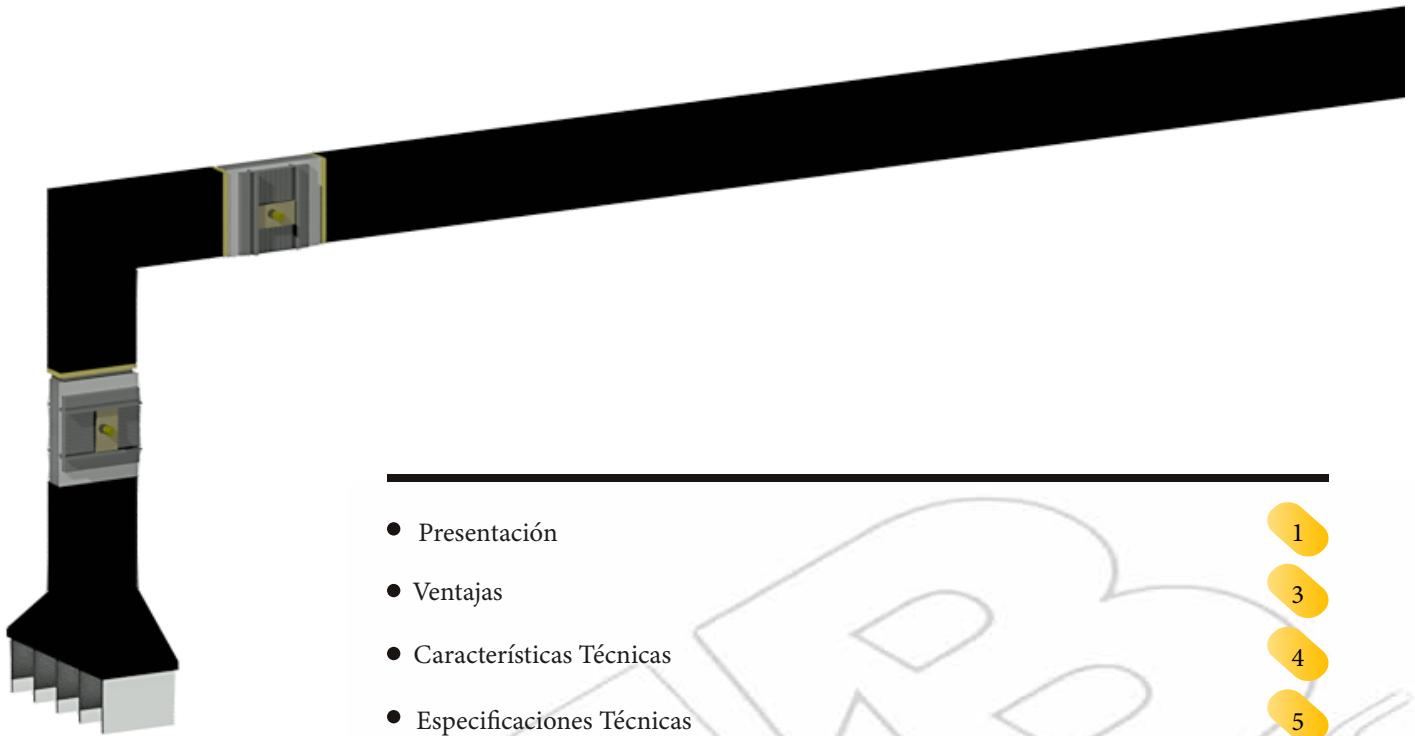 Presentación 1
Ventajas 3
Características Técnicas 4
Especificaciones Técnicas 5